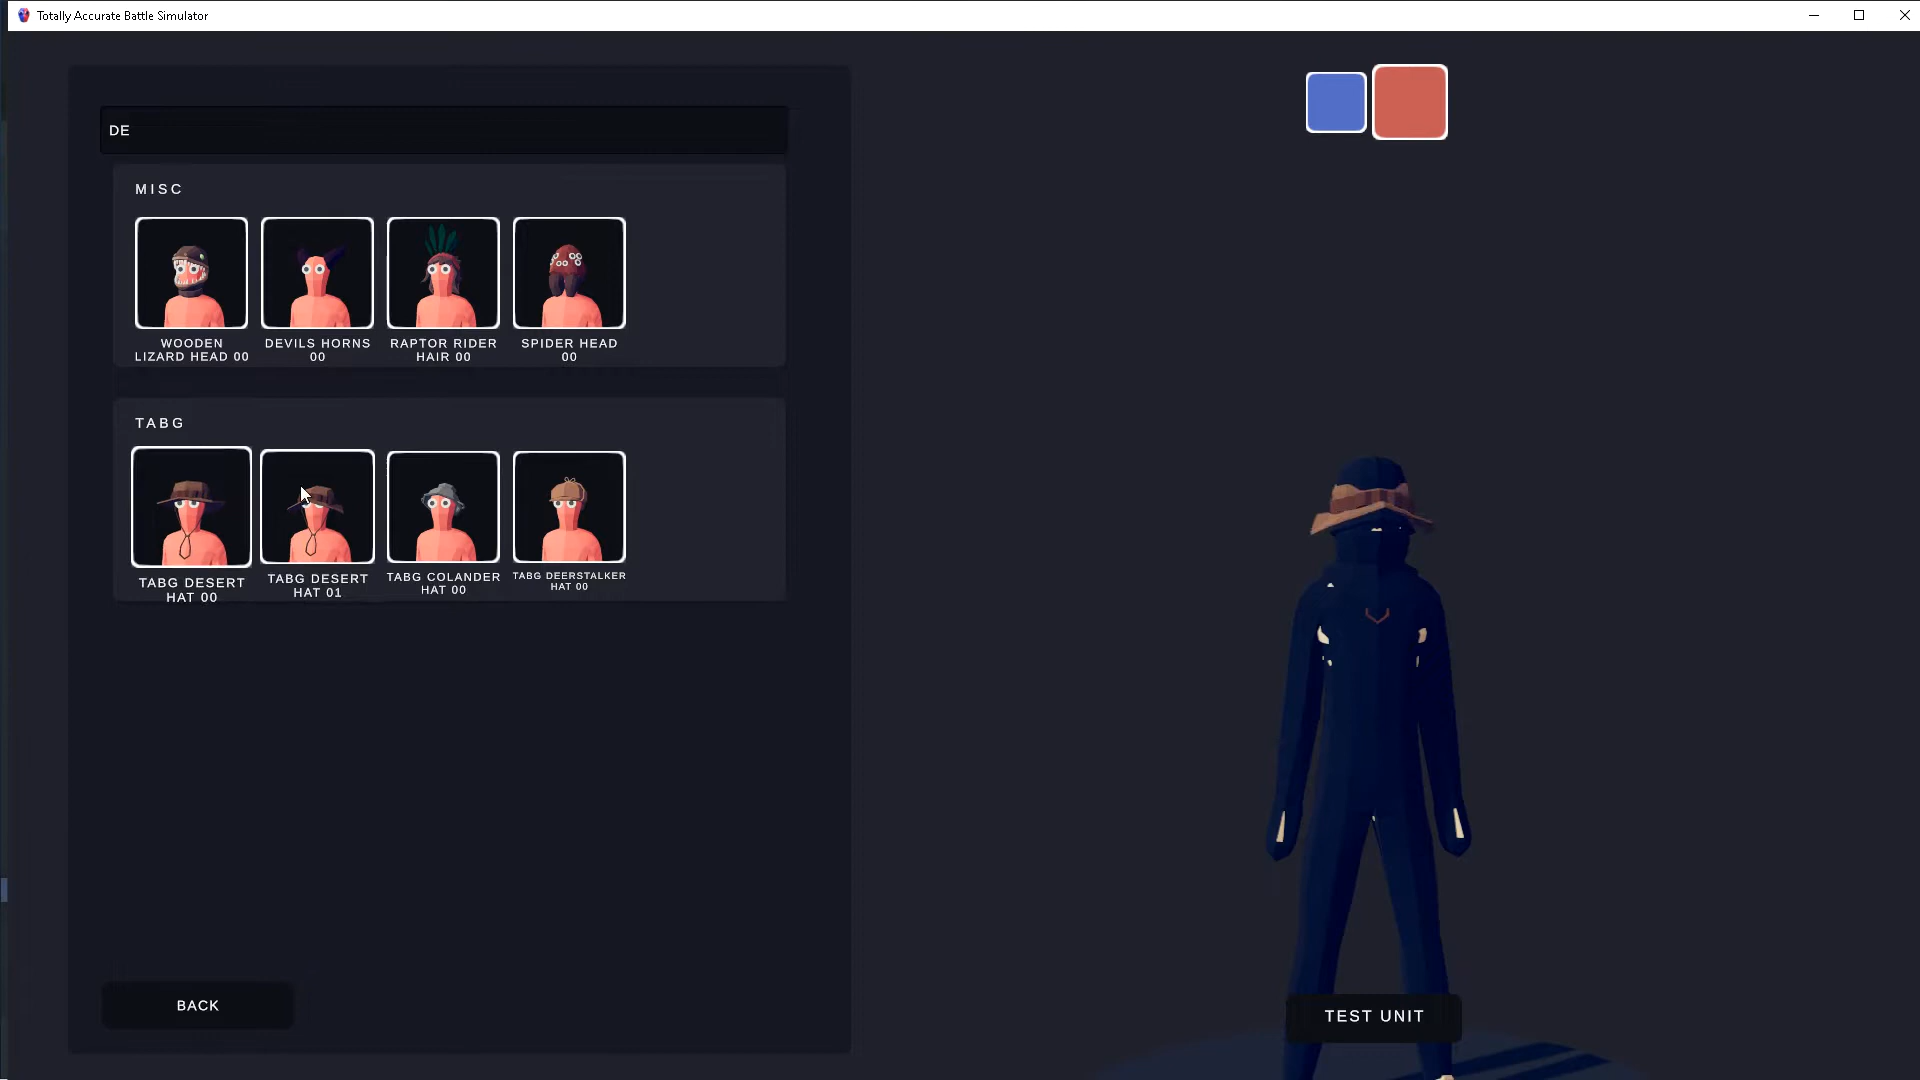 Totally Accurate Battle Simulator
DE
MISC
WOODEN
LIZARD HEAD 00
DEVILS HORNS
00
RAPTOR RIDER
HAIR 00
SPIDER HEAD
00
TABG
TABG DESERT
HAT 00
TABG DESERT
HAT 01
TABG COLANDER
HAT 00
TABG DEERSTALKER
HAT 00
BACK
TEST UNIT